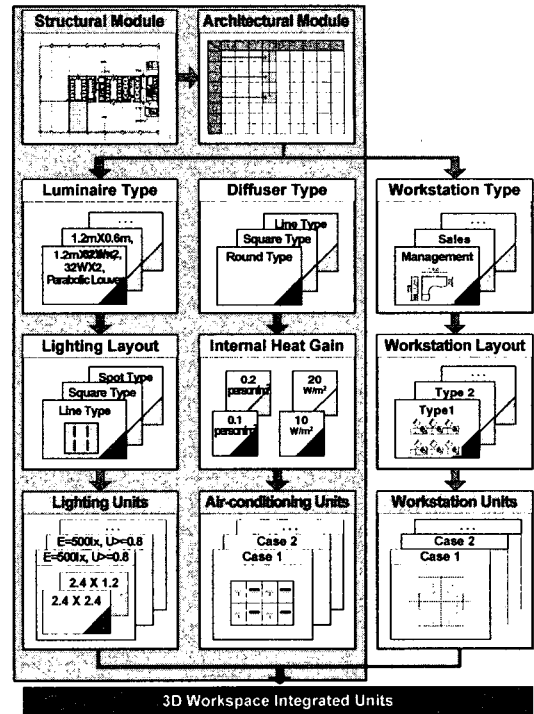 Structural Module
Architectural Module
Luminaire Type
...
1.2mX0.6m,
32WX2,
Parabolic Louver
Diffuser Type
Line Type
Square Type
Round Type
Workstation Type
...
Sales
Management
Lighting Layout
Spot Type
Square Type
Line Type
Internal Heat Gain
0.2
person/m²
20
W/m²
0.1
person/m²
10
W/m²
Workstation Layout
...
Type 2
Type1
Lighting Units
E=500lx, U>=0.8
E=500lx, U>=0.8
2.4 X 1.2
2.4 X 2.4
Air-conditioning Units
...
Case 2
Case 1
Workstation Units
...
Case 2
Case 1
3D Workspace Integrated Units